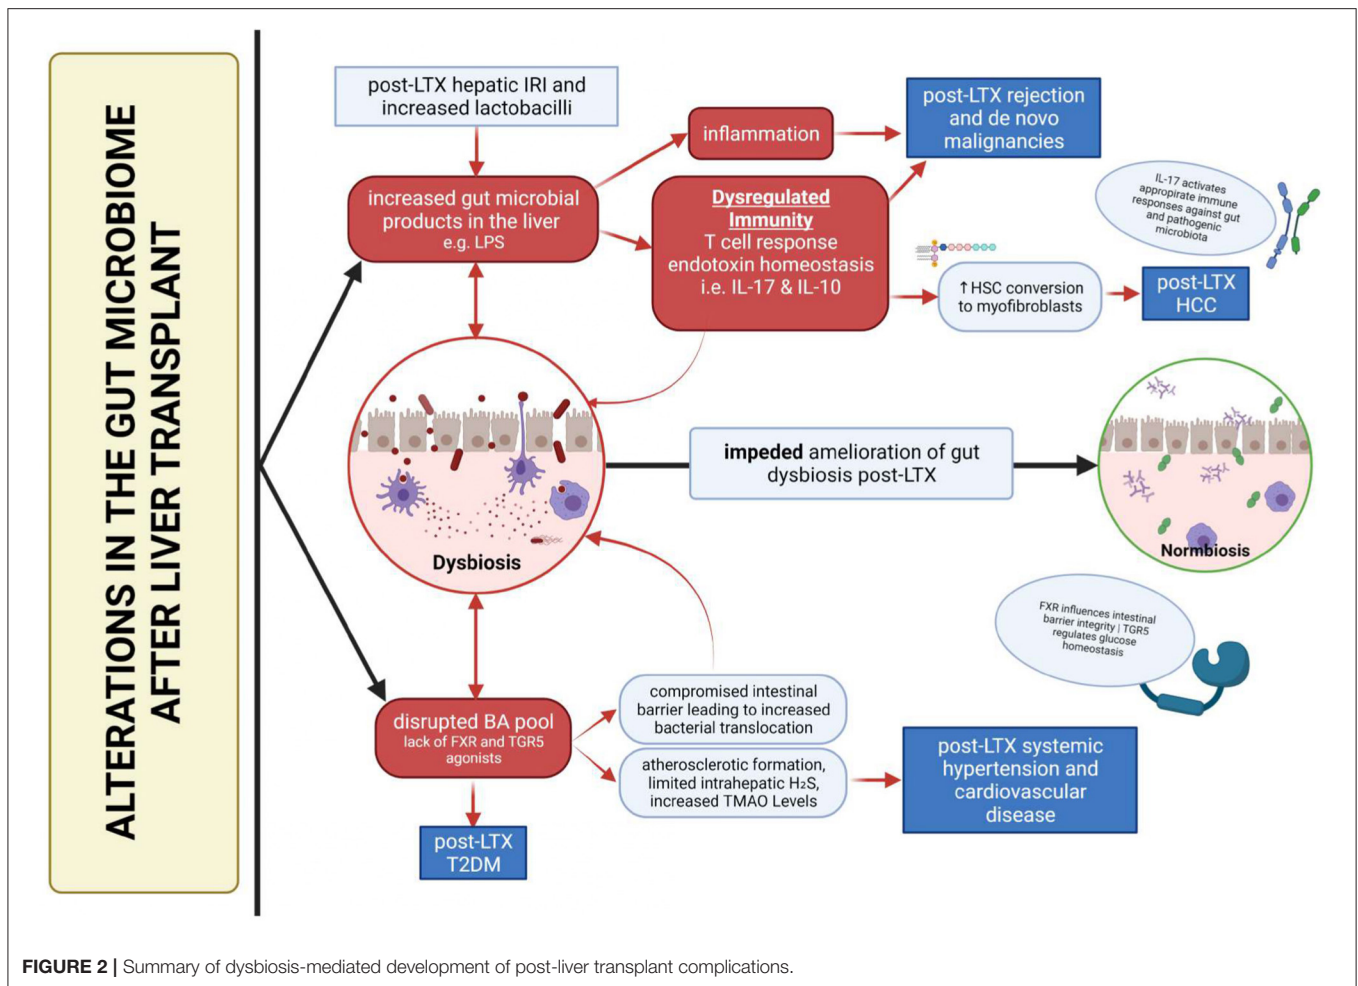 ALTERATIONS IN THE GUT MICROBIOME
AFTER LIVER TRANSPLANT
post-LTX hepatic IRI and
increased lactobacilli
increased gut microbial
products in the liver
e.g. LPS
inflammation
post-LTX rejection
and de novo
malignancies
Dysregulated
Immunity
T cell response
endotoxin homeostasis
i.e. IL-17 & IL-10
IL-17 activates
appropirate immune
responses against gut
and pathogenic
microbiota
↑HSC conversion
to myofibroblasts
post-LTX
HCC
Dysbiosis
impeded amelioration of gut
dysbiosis post-LTX
Normbiosis
FXR influences intestinal
barrier integrity | TGR5
regulates glucose
homeostasis
disrupted BA pool
lack of FXR and TGR5
agonists
compromised intestinal
barrier leading to increased
bacterial translocation
atherosclerotic formation,
limited intrahepatic H₂S,
increased TMAO Levels
post-LTX systemic
hypertension and
cardiovascular
disease
post-LTX
T2DM
FIGURE 2 | Summary of dysbiosis-mediated development of post-liver transplant complications.